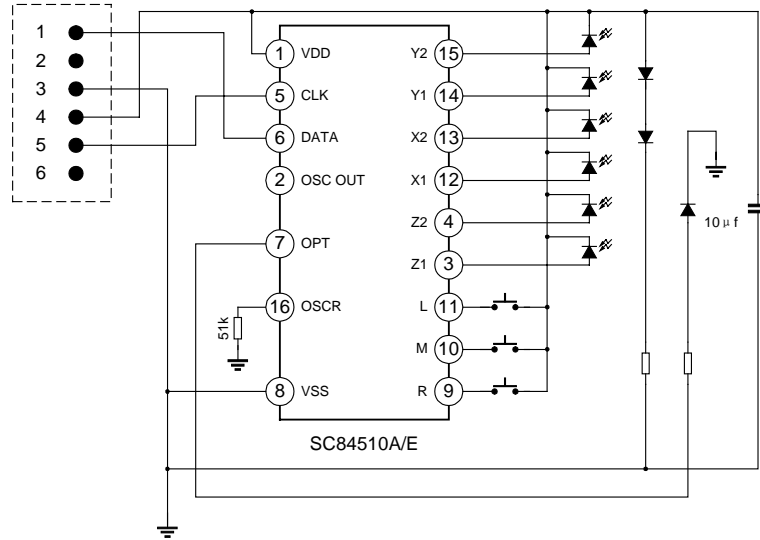 1
2
3
4
5
6
1 VDD
5 CLK
6 DATA
2 OSC OUT
7 OPT
16 OSCR
8 VSS
Y2 15
Y1 14
X2 13
X1 12
Z2 4
Z1 3
L 11
M 10
R 9
51k
10μf
SC84510A/E